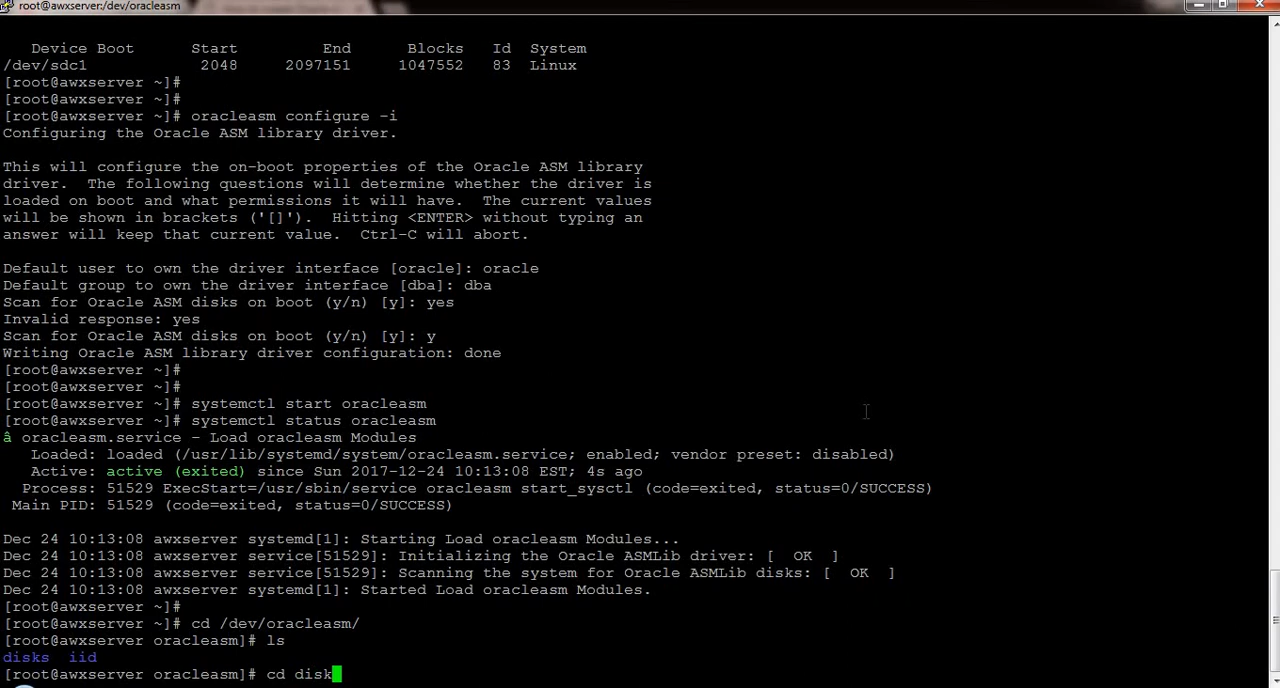 root@awxserver:/dev/oracleasm
Device Boot      Start         End      Blocks   Id  System
/dev/sdc1            2048     2097151     1047552   83  Linux
[root@awxserver ~]#
[root@awxserver ~]#
[root@awxserver ~]# oracleasm configure -i
Configuring the Oracle ASM library driver.
This will configure the on-boot properties of the Oracle ASM library
driver.  The following questions will determine whether the driver is
loaded on boot and what permissions it will have.  The current values
will be shown in brackets ('[]').  Hitting <ENTER> without typing an
answer will keep that current value.  Ctrl-C will abort.
Default user to own the driver interface [oracle]: oracle
Default group to own the driver interface [dba]: dba
Scan for Oracle ASM disks on boot (y/n) [y]: yes
Invalid response: yes
Scan for Oracle ASM disks on boot (y/n) [y]: y
Writing Oracle ASM library driver configuration: done
[root@awxserver ~]#
[root@awxserver ~]#
[root@awxserver ~]# systemctl start oracleasm
[root@awxserver ~]# systemctl status oracleasm
â oracleasm.service - Load oracleasm Modules
Loaded: loaded (/usr/lib/systemd/system/oracleasm.service; enabled; vendor preset: disabled)
Active: active (exited) since Sun 2017-12-24 10:13:08 EST; 4s ago
Process: 51529 ExecStart=/usr/sbin/service oracleasm start_sysctl (code=exited, status=0/SUCCESS)
Main PID: 51529 (code=exited, status=0/SUCCESS)
Dec 24 10:13:08 awxserver systemd[1]: Starting Load oracleasm Modules...
Dec 24 10:13:08 awxserver service[51529]: Initializing the Oracle ASMLib driver: [  OK  ]
Dec 24 10:13:08 awxserver service[51529]: Scanning the system for Oracle ASMLib disks: [  OK  ]
Dec 24 10:13:08 awxserver systemd[1]: Started Load oracleasm Modules.
[root@awxserver ~]#
[root@awxserver ~]# cd /dev/oracleasm/
[root@awxserver oracleasm]# ls
disks  iid
[root@awxserver oracleasm]# cd disk